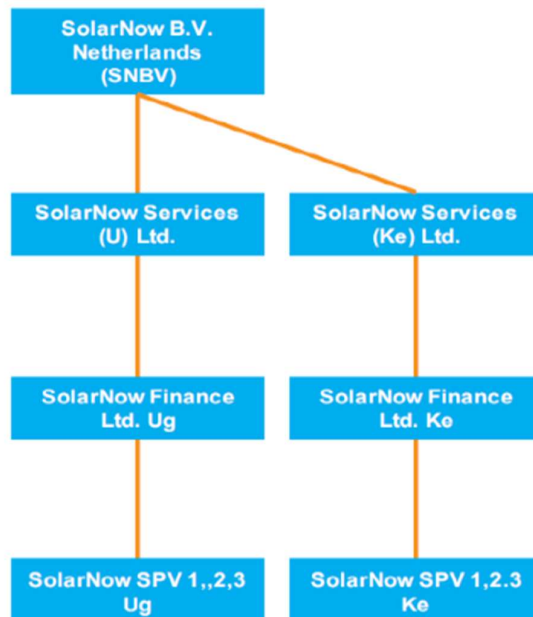 SolarNow B.V.
Netherlands
(SNBV)
SolarNow Services
(U) Ltd.
SolarNow Services
(Ke) Ltd.
SolarNow Finance
Ltd. Ug
SolarNow Finance
Ltd. Ke
SolarNow SPV 1,,2,3
Ug
SolarNow SPV 1,2.3
Ke